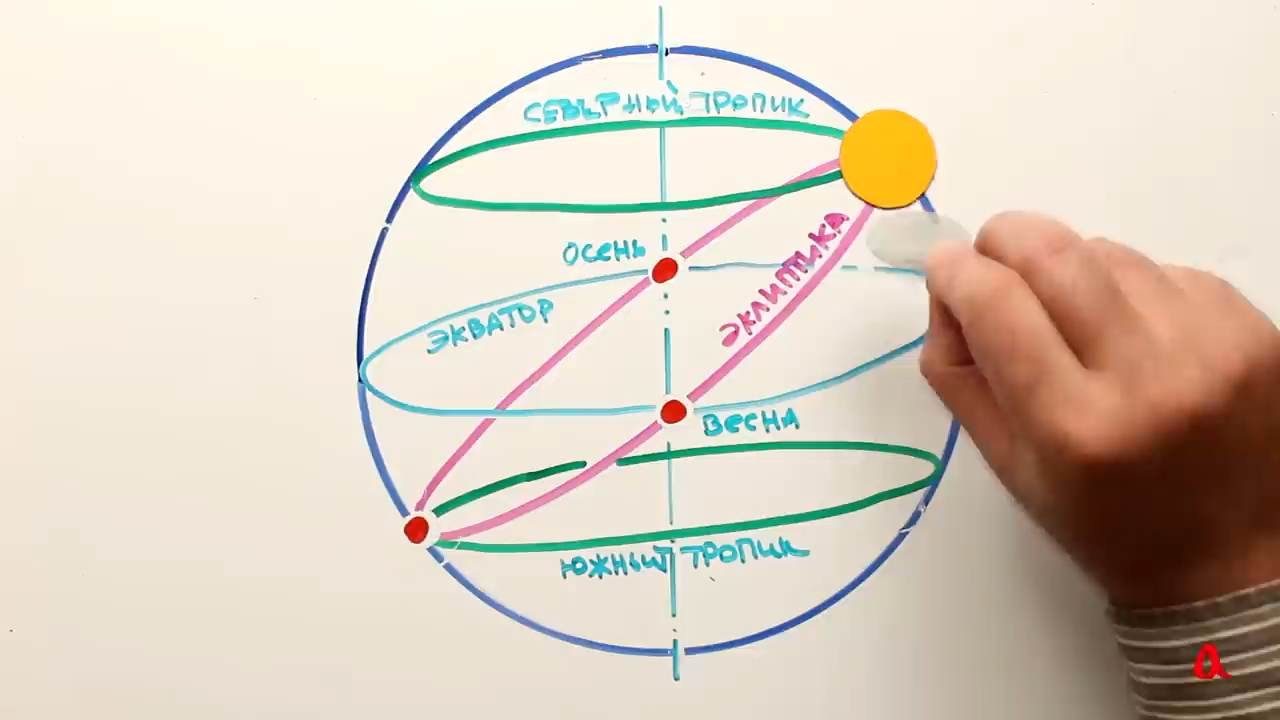 СЕВЕРНЫЙ ТРОПИК
ОСЕНЬ
ЭКВАТОР
ЭКЛИПТИКА
ВЕСНА
ЮЖНЫЙ ТРОПИК
a